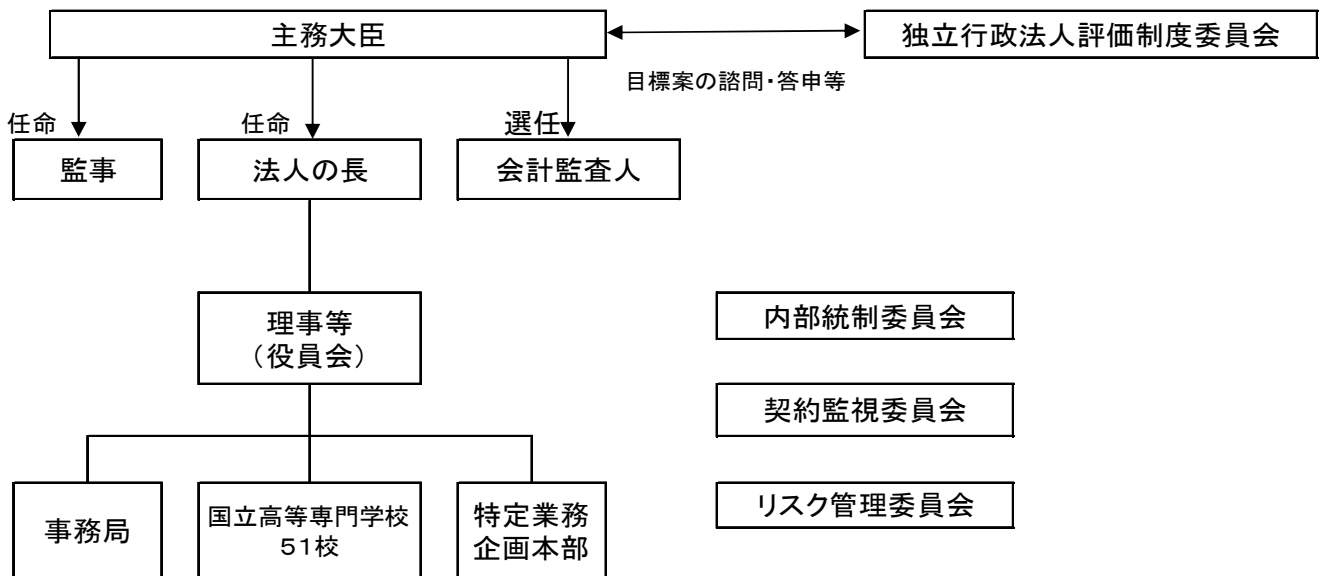 主務大臣
独立行政法人評価制度委員会
目標案の諮問・答申等
任命
任命
選任
監事
法人の長
会計監査人
理事等
（役員会）
内部統制委員会
契約監視委員会
リスク管理委員会
事務局
国立高等専門学校
５１校
特定業務
企画本部